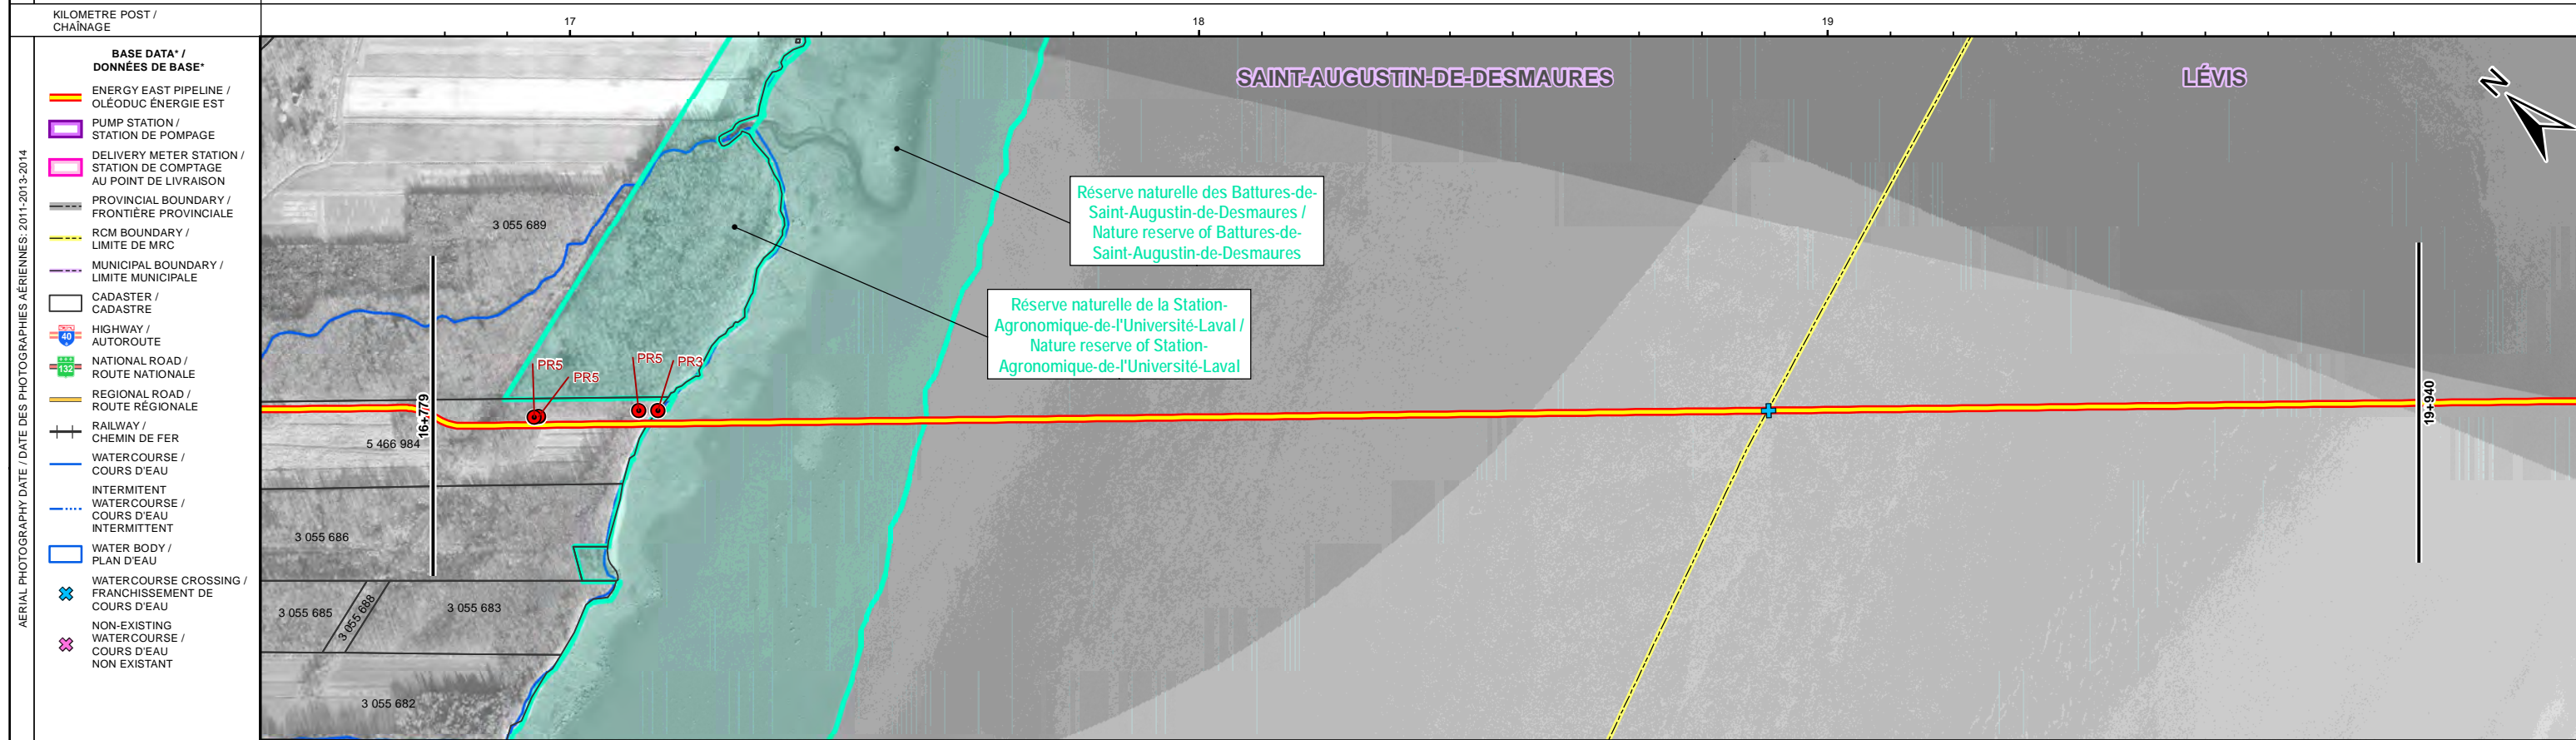 KILOMETRE POST /
CHAÎNAGE
17
18
19
AERIAL PHOTOGRAPHY DATE / DATE DES PHOTOGRAPHIES AÉRIENNES: 2011-2013-2014
BASE DATA* /
DONNÉES DE BASE*
ENERGY EAST PIPELINE /
OLÉODUC ÉNERGIE EST
PUMP STATION /
STATION DE POMPAGE
DELIVERY METER STATION /
STATION DE COMPTAGE
AU POINT DE LIVRAISON
PROVINCIAL BOUNDARY /
FRONTIÈRE PROVINCIALE
RCM BOUNDARY /
LIMITE DE MRC
MUNICIPAL BOUNDARY /
LIMITE MUNICIPALE
CADASTER /
CADASTRE
40
HIGHWAY /
AUTOROUTE
132
NATIONAL ROAD /
ROUTE NATIONALE
REGIONAL ROAD /
ROUTE RÉGIONALE
RAILWAY /
CHEMIN DE FER
WATERCOURSE /
COURS D'EAU
INTERMITENT
WATERCOURSE /
COURS D'EAU
INTERMITTENT
WATER BODY /
PLAN D'EAU
WATERCOURSE CROSSING /
FRANCHISSEMENT DE
COURS D'EAU
NON-EXISTING
WATERCOURSE /
COURS D'EAU
NON EXISTANT
SAINT-AUGUSTIN-DE-DESMAURES
LÉVIS
N
Réserve naturelle des Battures-de-
Saint-Augustin-de-Desmaures /
Nature reserve of Battures-de-
Saint-Augustin-de-Desmaures
3 055 689
Réserve naturelle de la Station-
Agronomique-de-l'Université-Laval /
Nature reserve of Station-
Agronomique-de-l'Université-Laval
PR5
PR5
PR5
PR3
16+779
19+940
5 466 984
3 055 686
3 055 685
3 055 688
3 055 683
3 055 682